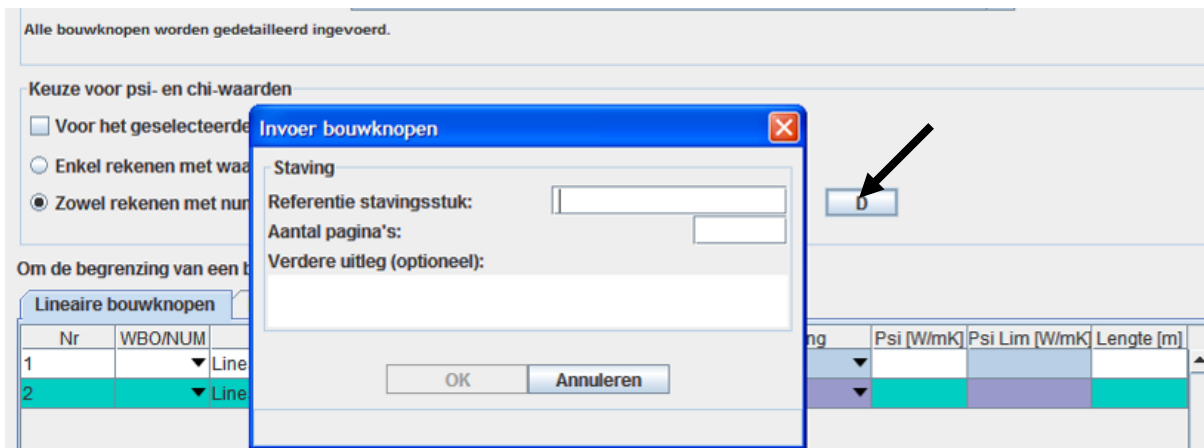 Alle bouwknopen worden gedetailleerd ingevoerd.
Keuze voor psi- en chi-waarden
Voor het geselecteerde
Enkel rekenen met waa
Zowel rekenen met nur
D
Invoer bouwknopen
Staving
Referentie stavingsstuk:
Aantal pagina's:
Verdere uitleg (optioneel):
OK Annuleren
Om de begrenzing van een b
Lineaire bouwknopen
Nr WBO/NUM ng Psi [W/mK] Psi Lim [W/mK] Lengte [m]
1 Line
2 Line